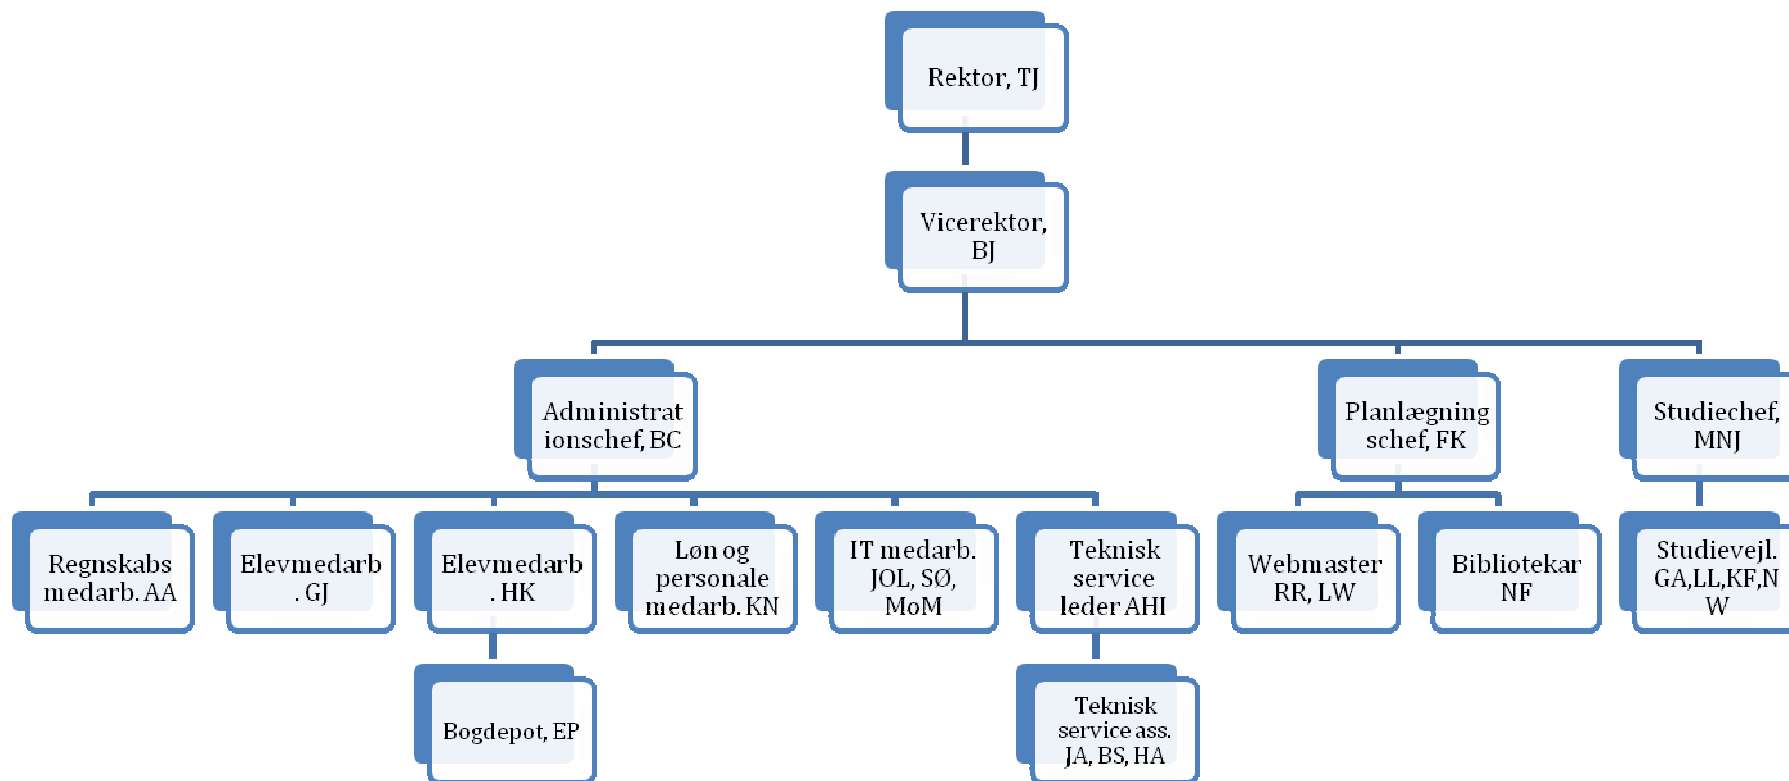 Rektor, TJ
Vicerektor,
BJ
Administrat
ionschef, BC
Planlægning
schef, FK
Studiechef,
MNJ
Regnskabs
medarb. AA
Elevmedarb
. GJ
Elevmedarb
. HK
Løn og
personale
medarb. KN
IT medarb.
JOL, SØ,
MoM
Teknisk
service
leder AHI
Webmaster
RR, LW
Bibliotekar
NF
Studievejl.
GA,LL,KF,N
W
Bogdepot, EP
Teknisk
service ass.
JA, BS, HA